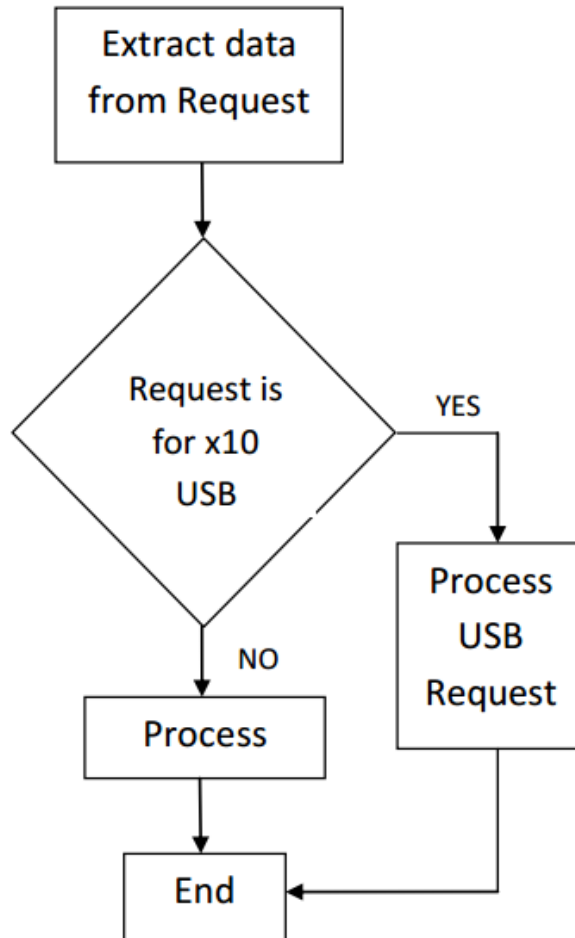 Extract data
from Request
Request is
for x10
USB
YES
Process
USB
Request
NO
Process
End